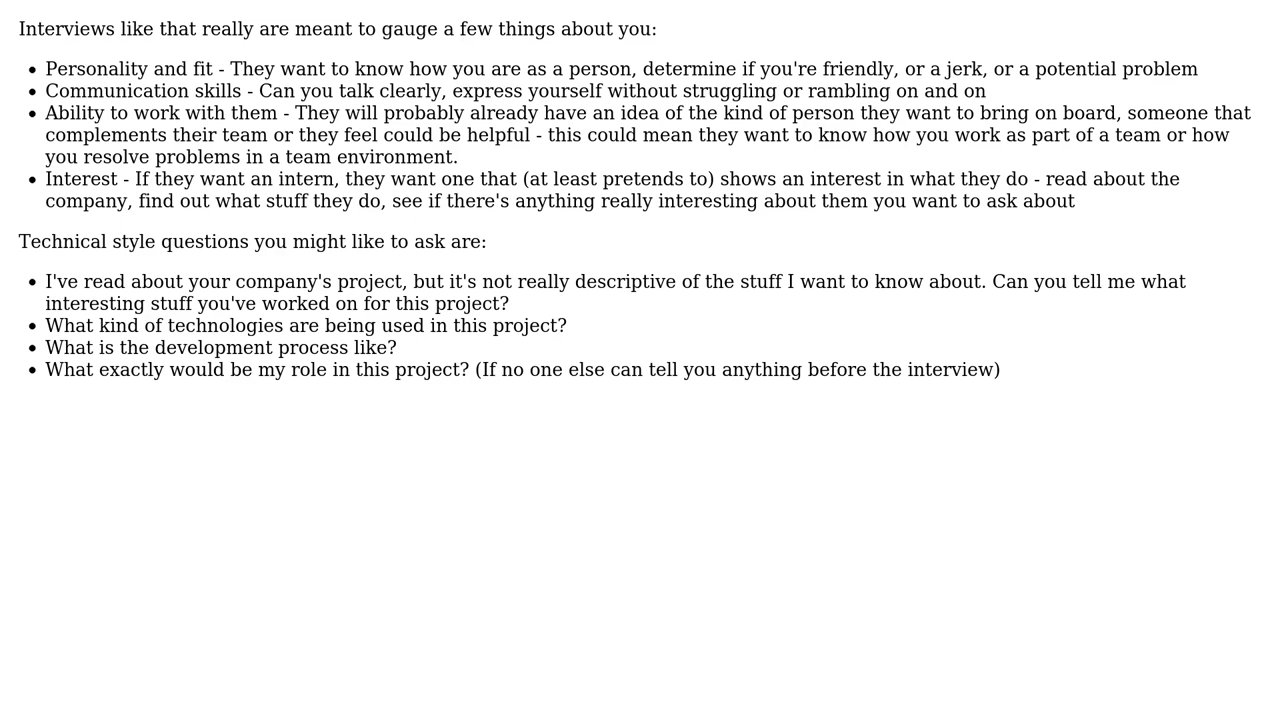 Interviews like that really are meant to gauge a few things about you:
• Personality and fit - They want to know how you are as a person, determine if you're friendly, or a jerk, or a potential problem
• Communication skills - Can you talk clearly, express yourself without struggling or rambling on and on
• Ability to work with them - They will probably already have an idea of the kind of person they want to bring on board, someone that
complements their team or they feel could be helpful - this could mean they want to know how you work as part of a team or how
you resolve problems in a team environment.
• Interest - If they want an intern, they want one that (at least pretends to) shows an interest in what they do - read about the
company, find out what stuff they do, see if there's anything really interesting about them you want to ask about
Technical style questions you might like to ask are:
• I've read about your company's project, but it's not really descriptive of the stuff I want to know about. Can you tell me what
interesting stuff you've worked on for this project?
• What kind of technologies are being used in this project?
• What is the development process like?
• What exactly would be my role in this project? (If no one else can tell you anything before the interview)